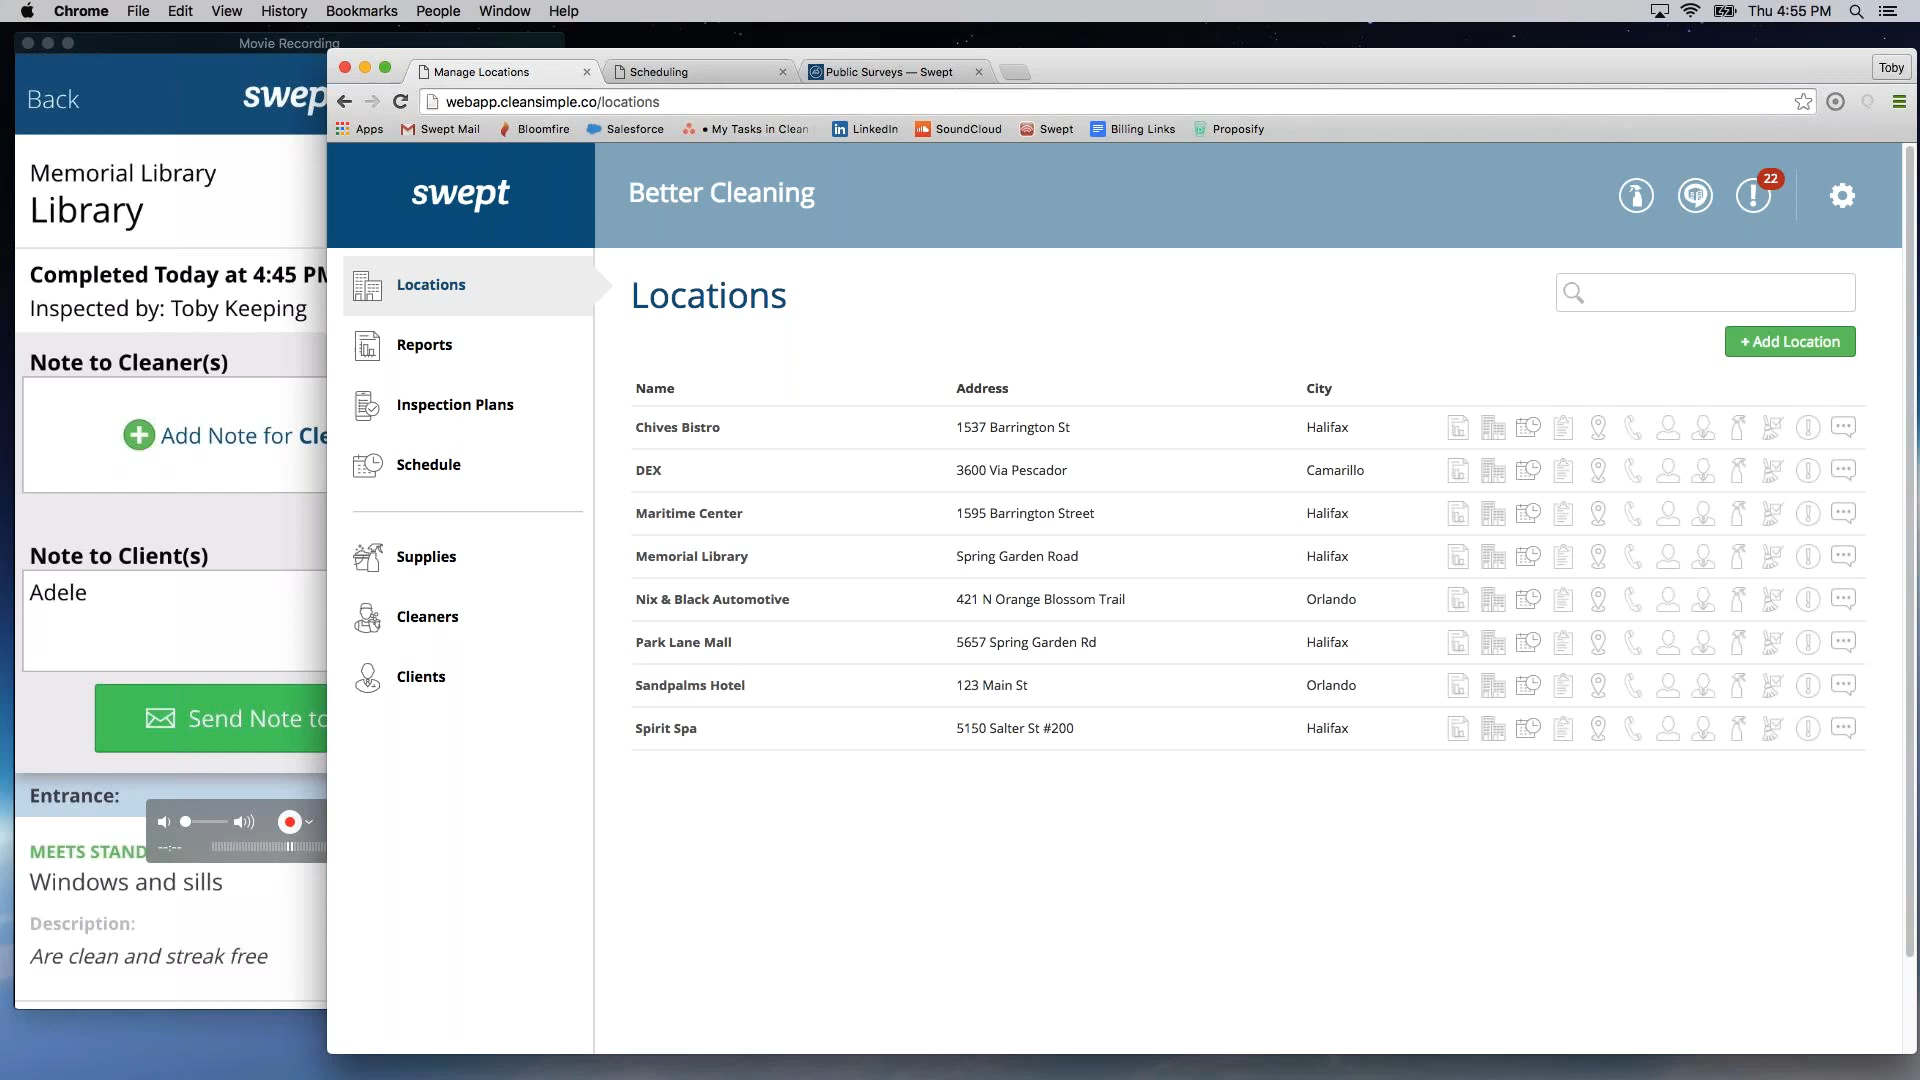 Chrome File Edit View History Bookmarks People Window Help
Thu 4:55 PM
Movie Recording
Back
swep
Memorial Library
Library
Completed Today at 4:45 PM
Inspected by: Toby Keeping
Note to Cleaner(s)
Add Note for Cle
Note to Client(s)
Adele
Send Note to
Entrance:
--:--
MEETS STAND
Windows and sills
Description:
Are clean and streak free
Manage Locations
Scheduling
Public Surveys — Swept
Toby
webapp.cleansimple.co/locations
Apps
Swept Mail
Bloomfire
Salesforce
• My Tasks in Clean
LinkedIn
SoundCloud
Swept
Billing Links
Proposify
swept
Better Cleaning
22
Locations
Reports
Inspection Plans
Schedule
Supplies
Cleaners
Clients
Locations
+ Add Location
Name Address City
Chives Bistro 1537 Barrington St Halifax
DEX 3600 Via Pescador Camarillo
Maritime Center 1595 Barrington Street Halifax
Memorial Library Spring Garden Road Halifax
Nix & Black Automotive 421 N Orange Blossom Trail Orlando
Park Lane Mall 5657 Spring Garden Rd Halifax
Sandpalms Hotel 123 Main St Orlando
Spirit Spa 5150 Salter St #200 Halifax